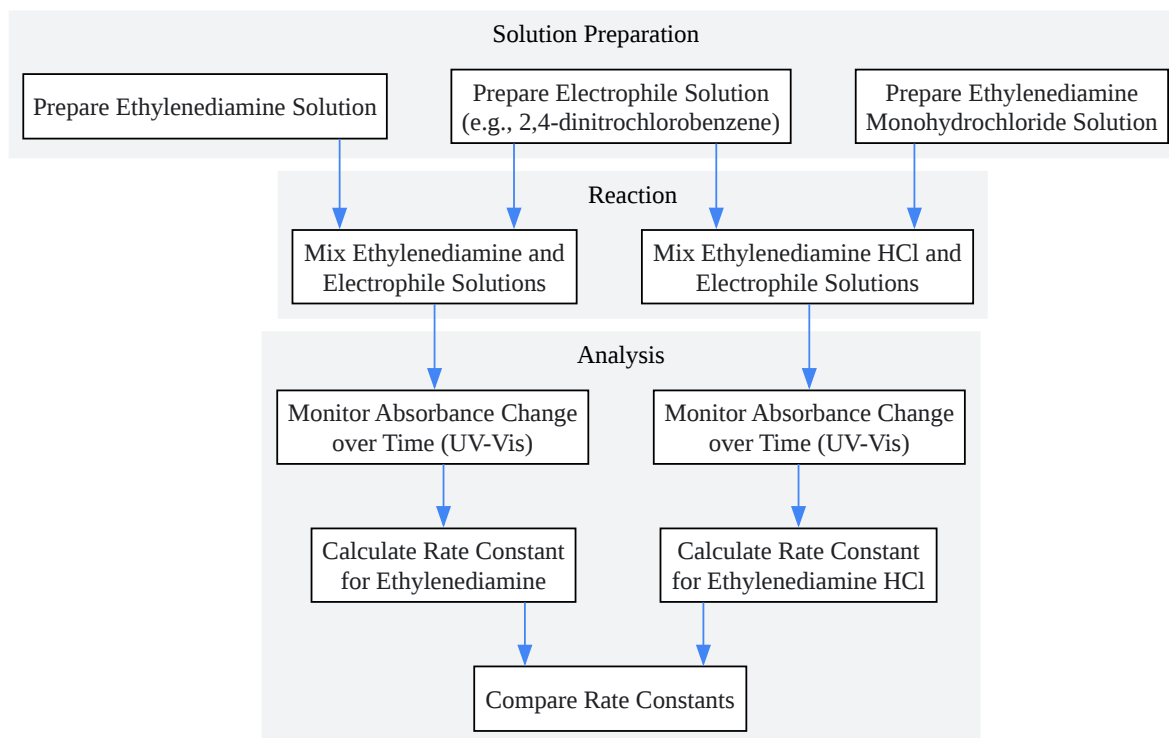 Solution Preparation
Prepare Ethylenediamine Solution
Prepare Electrophile Solution
(e.g., 2,4-dinitrochlorobenzene)
Prepare Ethylenediamine
Monohydrochloride Solution
Reaction
Mix Ethylenediamine and
Electrophile Solutions
Mix Ethylenediamine HCl and
Electrophile Solutions
Analysis
Monitor Absorbance Change
over Time (UV-Vis)
Monitor Absorbance Change
over Time (UV-Vis)
Calculate Rate Constant
for Ethylenediamine
Calculate Rate Constant
for Ethylenediamine HCl
Compare Rate Constants